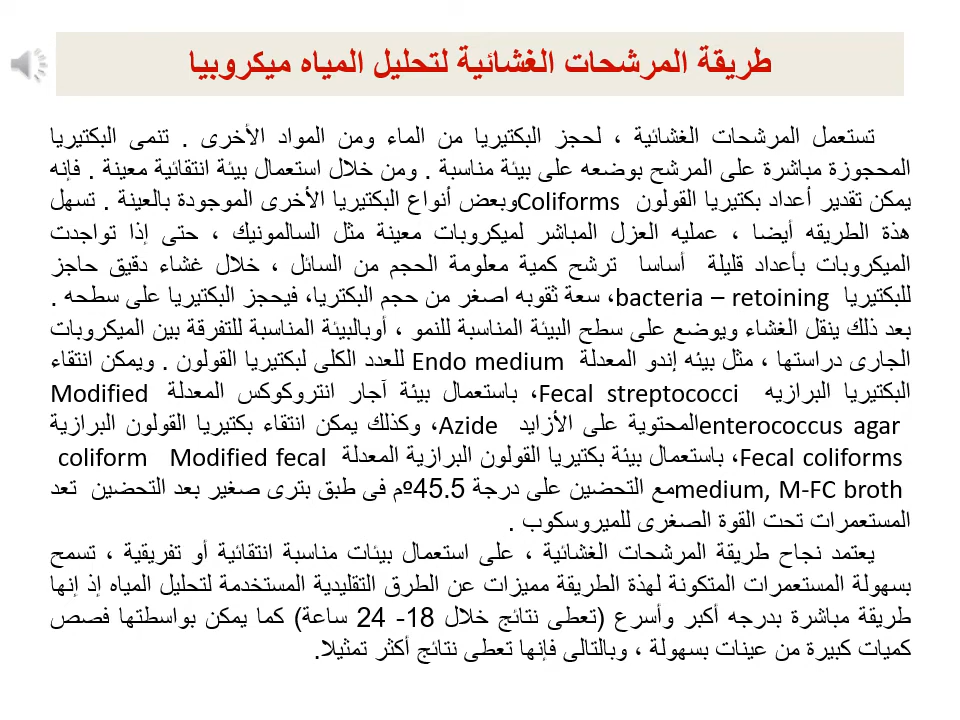 طريقة المرشحات الغشائية لتحليل المياه ميكروبيا
تستعمل المرشحات الغشائية ، لحجز البكتيريا من الماء ومن المواد الأخرى . تنمى البكتيريا
المحجوزة مباشرة على المرشح بوضعه على بيئة مناسبة . ومن خلال استعمال بيئة انتقائية معينة . فإنه
يمكن تقدير أعداد بكتيريا القولون Coliforms وبعض أنواع البكتيريا الأخرى الموجودة بالعينة . تسهل
هذة الطريقه أيضا ، عمليه العزل المباشر لميكروبات معينة مثل السالمونيك ، حتى إذا تواجدت
الميكروبات بأعداد قليلة أساسا ترشح كمية معلومة الحجم من السائل ، خلال غشاء دقيق حاجز
للبكتيريا bacteria – retoining، سعة ثقوبه اصغر من حجم البكتريا، فيحجز البكتيريا على سطحه .
بعد ذلك ينقل الغشاء ويوضع على سطح البيئة المناسبة للنمو ، أوبالبيئة المناسبة للتفرقة بين الميكروبات
الجارى دراستها ، مثل بيئه إندو المعدلة Endo medium للعدد الكلى لبكتيريا القولون . ويمكن انتقاء
البكتيريا البرازيه Fecal streptococci، باستعمال بيئة آجار انتروكوكس المعدلة Modified
enterococcus agar المحتوية على الأزايد Azide، وكذلك يمكن انتقاء بكتيريا القولون البرازية
Fecal coliforms، باستعمال بيئة بكتيريا القولون البرازية المعدلة coliform Modified fecal
medium, M-FC broth مع التحضين على درجة 45.5ºم فى طبق بترى صغير بعد التحضين تعد
المستعمرات تحت القوة الصغرى للميروسكوب .
يعتمد نجاح طريقة المرشحات الغشائية ، على استعمال بيئات مناسبة انتقائية أو تفريقية ، تسمح
بسهولة المستعمرات المتكونة لهذة الطريقة مميزات عن الطرق التقليدية المستخدمة لتحليل المياه إذ إنها
طريقة مباشرة بدرجه أكبر وأسرع (تعطى نتائج خلال 18- 24 ساعة) كما يمكن بواسطتها فصص
كميات كبيرة من عينات بسهولة ، وبالتالى فإنها تعطى نتائج أكثر تمثيلا.